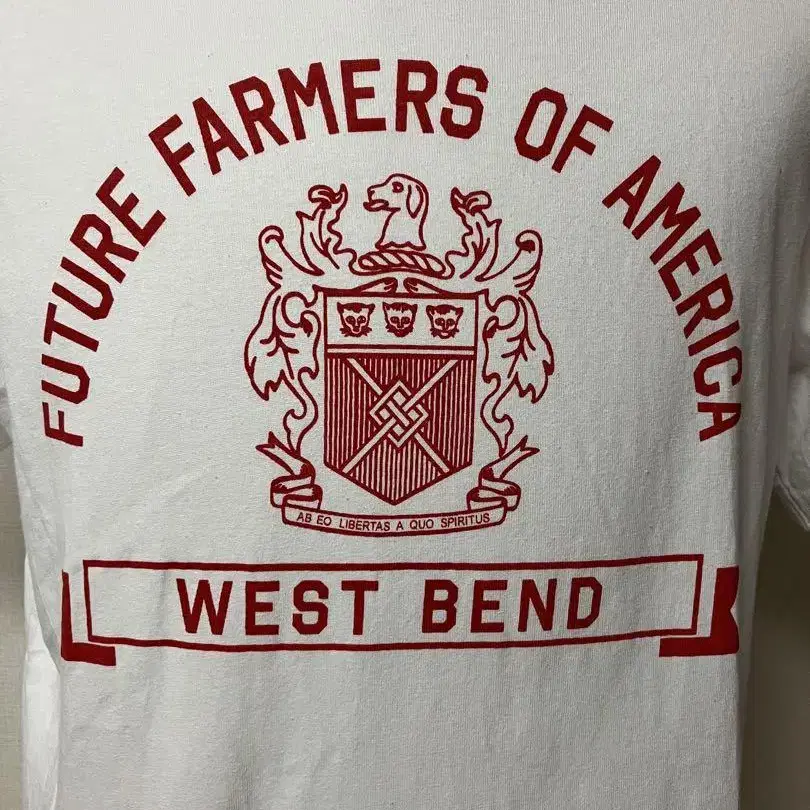 FUTURE FARMERS OF AMERICA
AB EO LIBERTAS A QUO SPIRITUS
WEST BEND